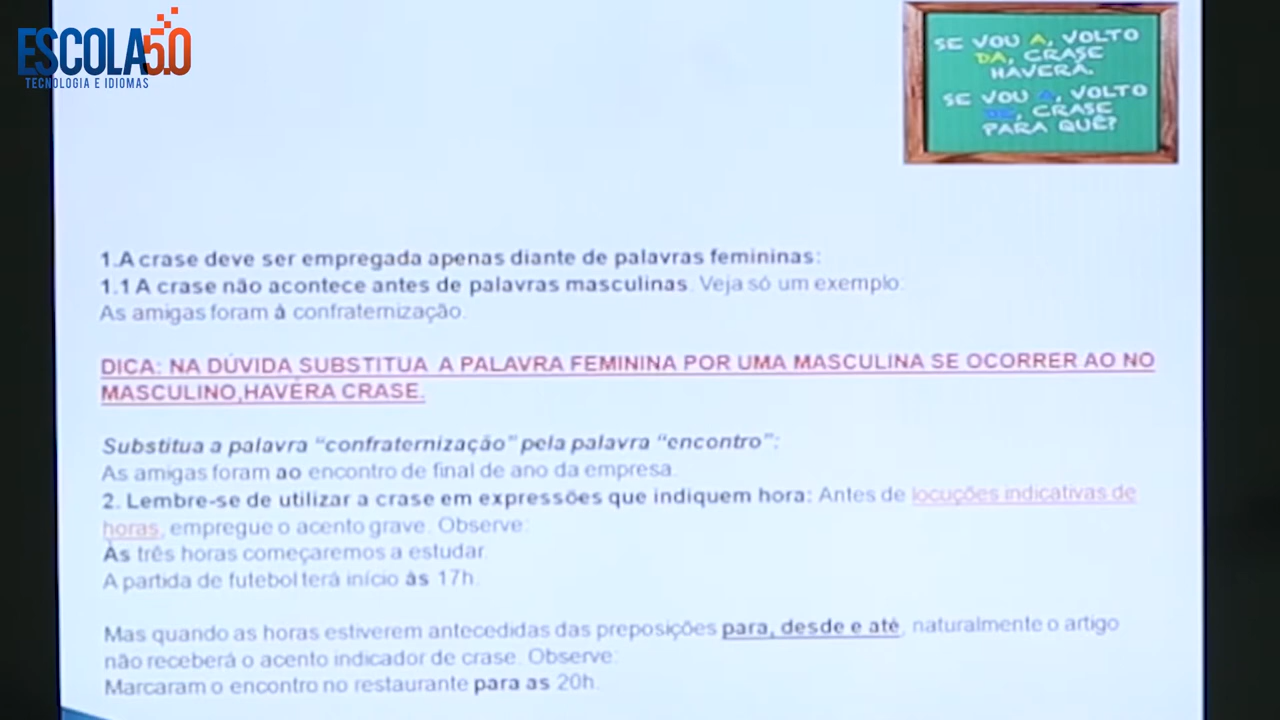 ESCOLA5.0
TECNOLOGIA E IDIOMAS
SE VOU A, VOLTO
DA, CRASE
HAVERÁ.
SE VOU A, VOLTO
DE, CRASE
PARA QUÊ?
1.A crase deve ser empregada apenas diante de palavras femininas:
1.1 A crase não acontece antes de palavras masculinas. Veja só um exemplo:
As amigas foram à confraternização.
DICA: NA DÚVIDA SUBSTITUA A PALAVRA FEMININA POR UMA MASCULINA SE OCORRER AO NO
MASCULINO,HAVÉRA CRASE.
Substitua a palavra “confraternização” pela palavra “encontro”:
As amigas foram ao encontro de final de ano da empresa.
2. Lembre-se de utilizar a crase em expressões que indiquem hora: Antes de locuções indicativas de
horas, empregue o acento grave. Observe:
Às três horas começaremos a estudar.
A partida de futebol terá início às 17h.
Mas quando as horas estiverem antecedidas das preposições para, desde e até, naturalmente o artigo
não receberá o acento indicador de crase. Observe:
Marcaram o encontro no restaurante para as 20h.